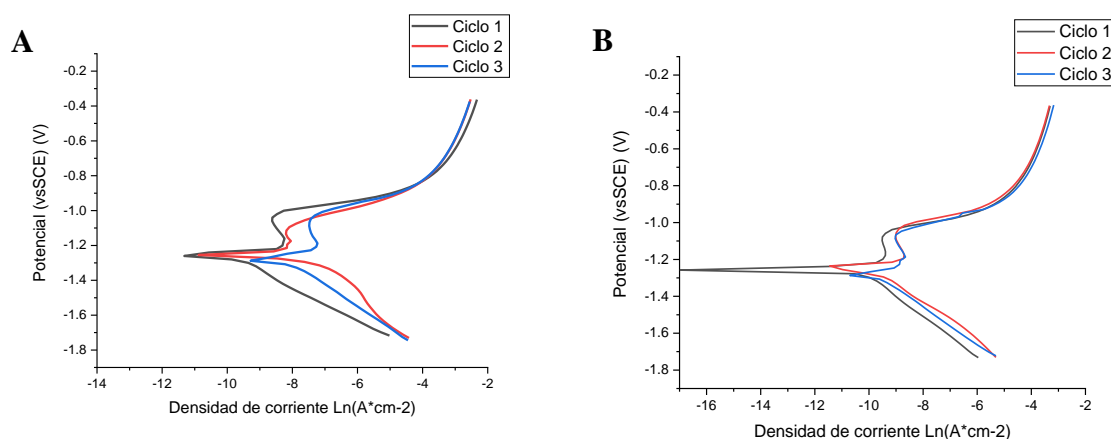 A
Ciclo 1
Ciclo 2
Ciclo 3
-0.2
-0.4
-0.6
-0.8
-1.0
-1.2
-1.4
-1.6
-1.8
Potencial (vsSCE) (V)
-14
-12
-10
-8
-6
-4
-2
Densidad de corriente Ln(A*cm-2)
B
Ciclo 1
Ciclo 2
Ciclo 3
-0.2
-0.4
-0.6
-0.8
-1.0
-1.2
-1.4
-1.6
-1.8
Potencial (vsSCE) (V)
-16
-14
-12
-10
-8
-6
-4
-2
Densidad de corriente Ln(A*cm-2)